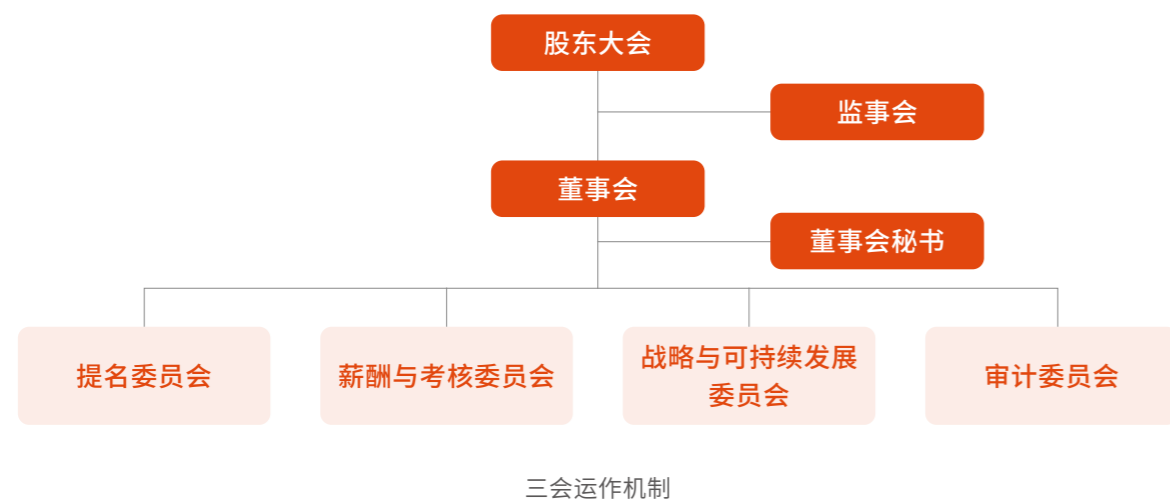 股东大会
监事会
董事会
董事会秘书
提名委员会
薪酬与考核委员会
战略与可持续发展
委员会
审计委员会
三会运作机制